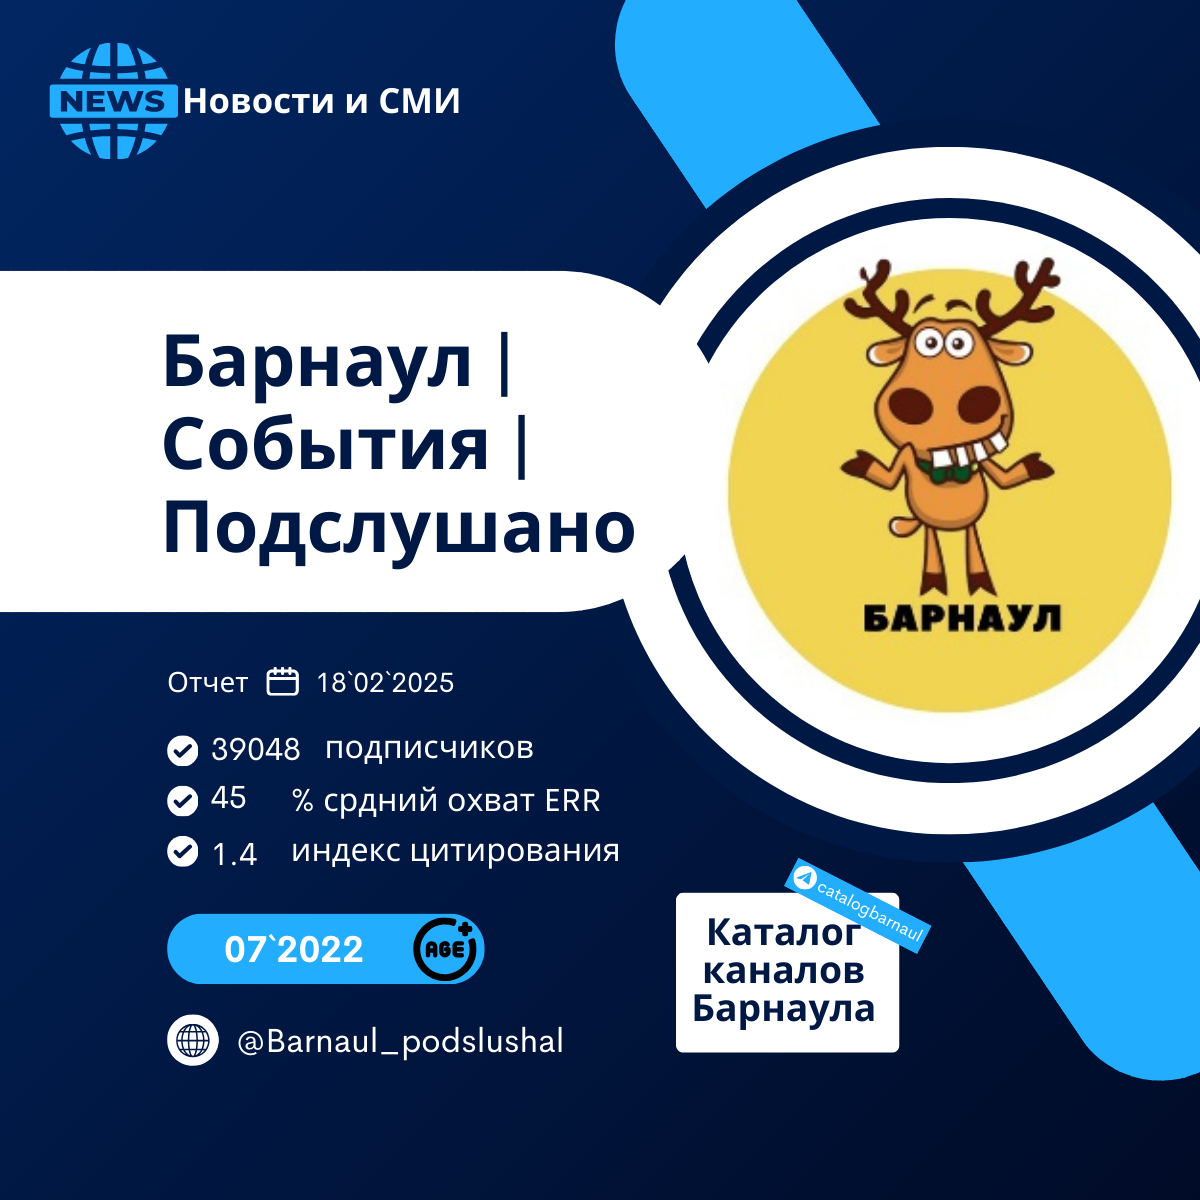 NEWS
Новости и СМИ
Барнаул |
События |
Подслушано
БАРНАУЛ
Отчет 18`02`2025
39048 подписчиков
45 % срдний охват ERR
1.4 индекс цитирования
07`2022
AGE+
@Barnaul_podslushal
catalogbarnaul
Каталог
каналов
Барнаула